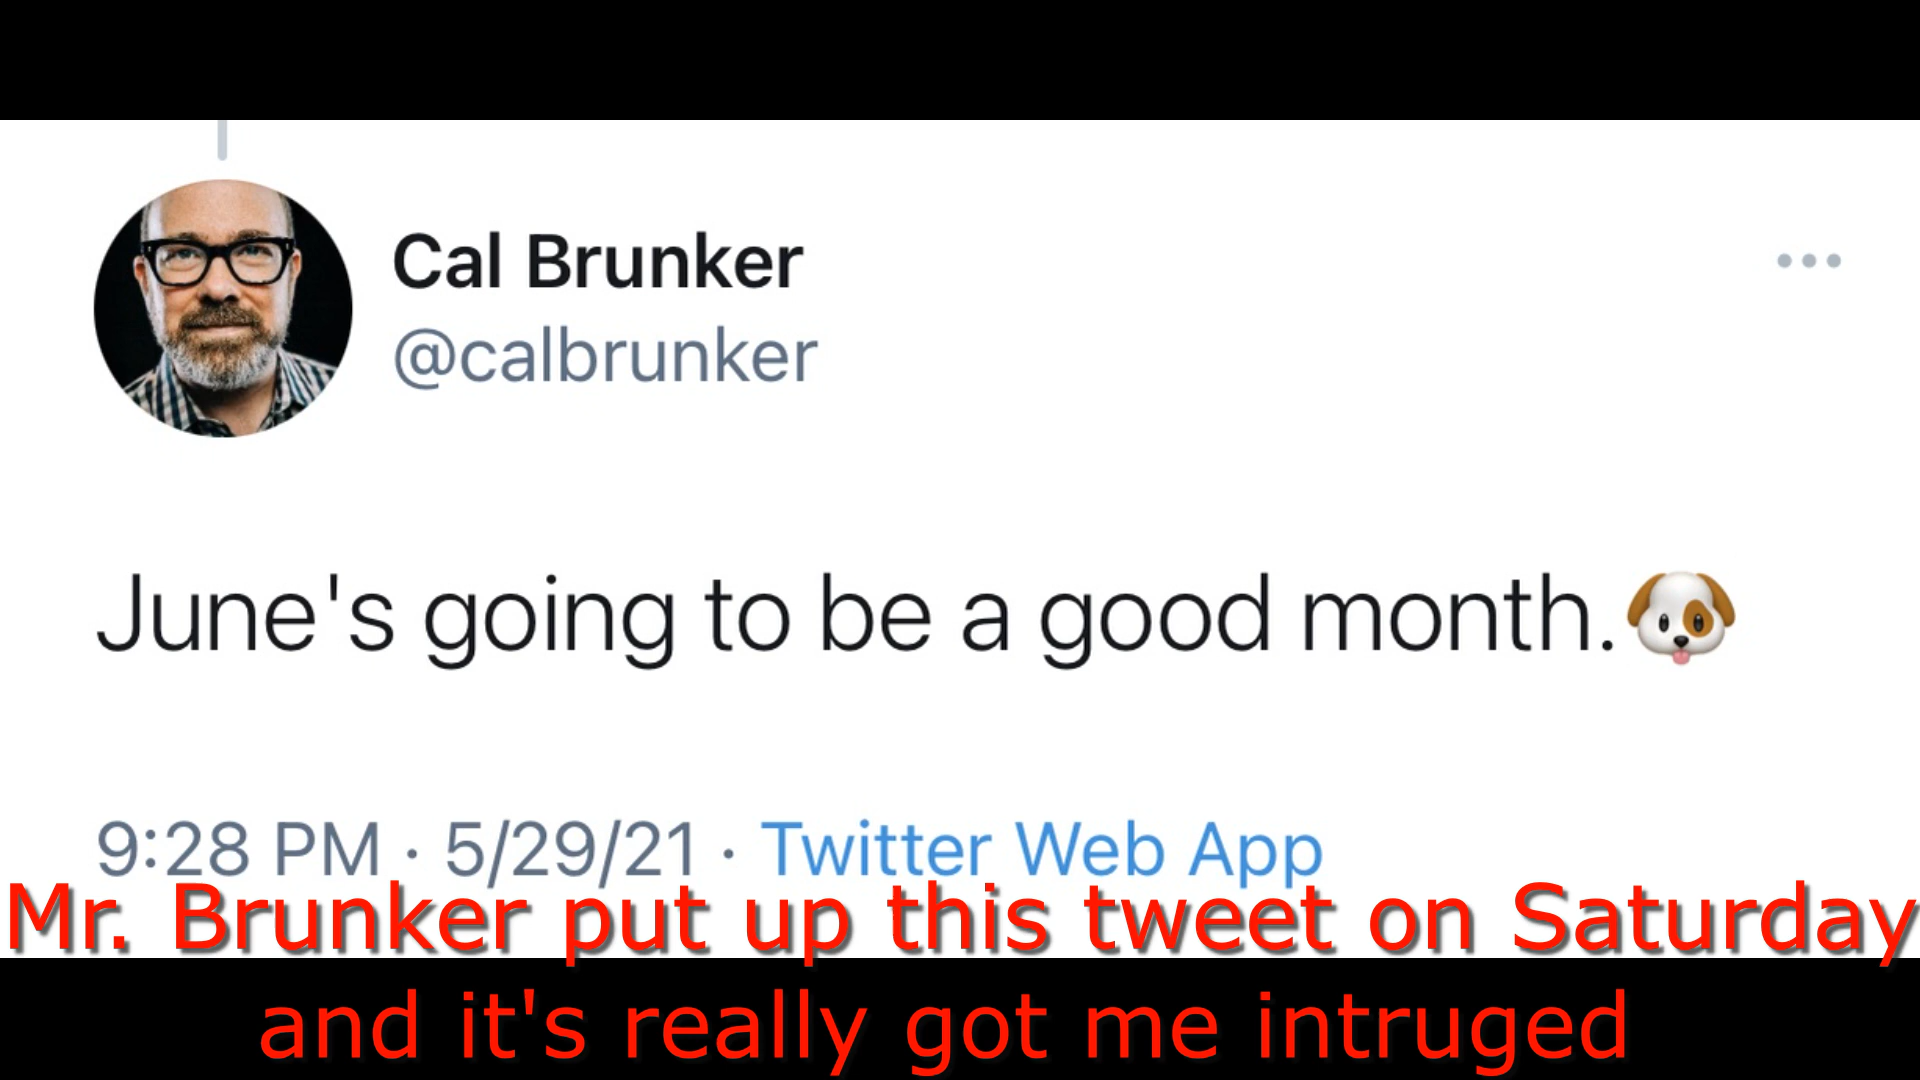 Cal Brunker
@calbrunker
June's going to be a good month.🐶
9:28 PM · 5/29/21 · Twitter Web App
Mr. Brunker put up this tweet on Saturday
and it's really got me intruged